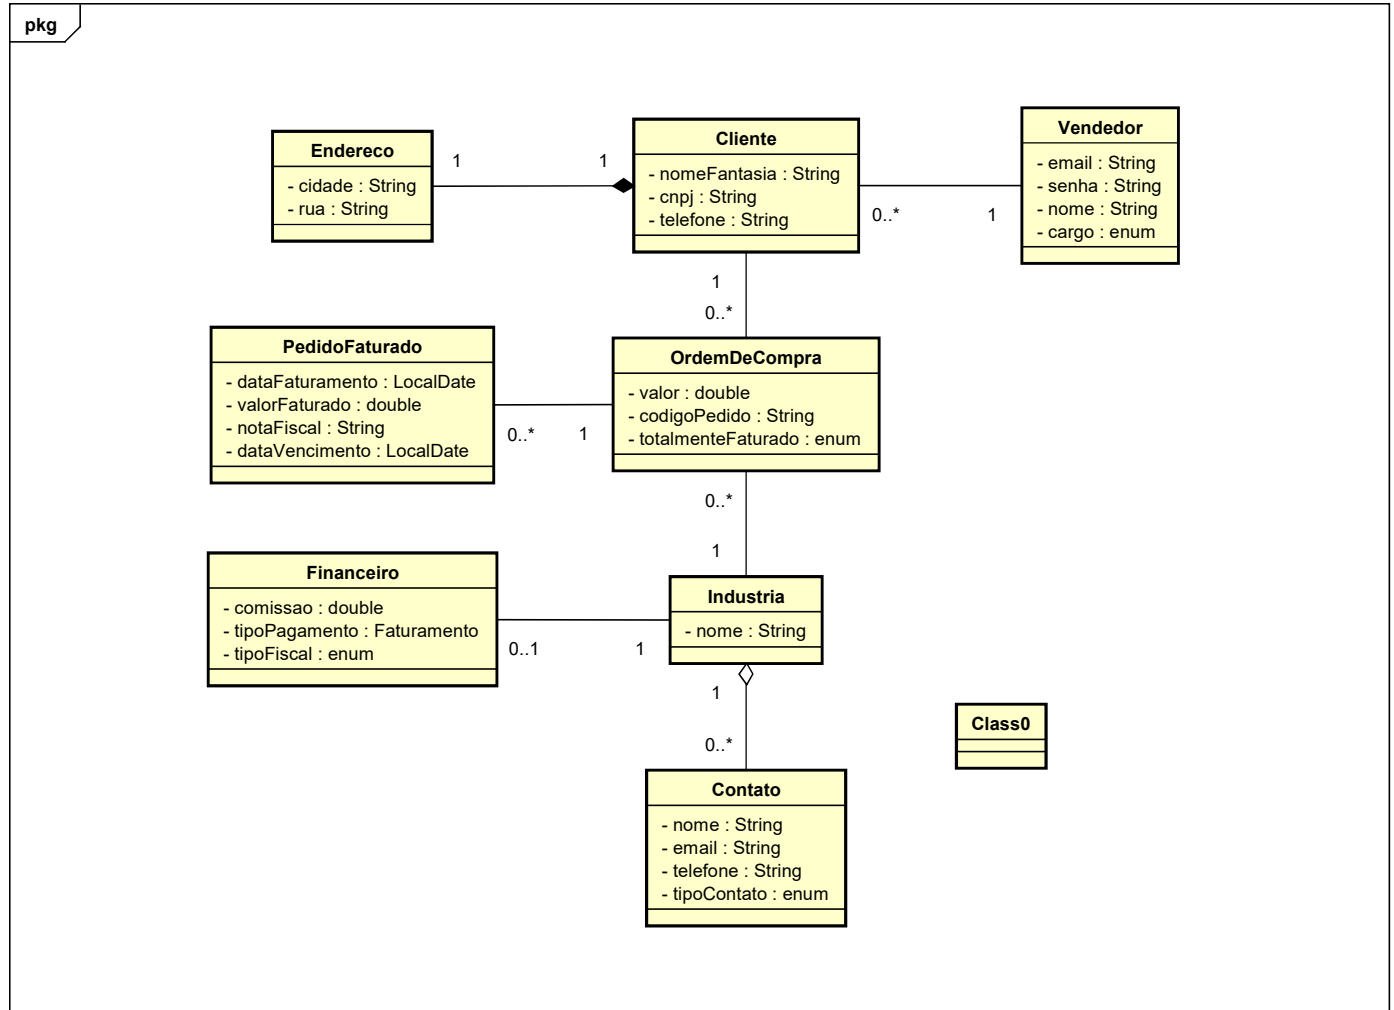 pkg
Endereco
- cidade : String
- rua : String
1
1
Cliente
- nomeFantasia : String
- cnpj : String
- telefone : String
0..*
1
Vendedor
- email : String
- senha : String
- nome : String
- cargo : enum
1
0..*
PedidoFaturado
- dataFaturamento : LocalDate
- valorFaturado : double
- notaFiscal : String
- dataVencimento : LocalDate
0..*
1
OrdemDeCompra
- valor : double
- codigoPedido : String
- totalmenteFaturado : enum
0..*
1
Financeiro
- comissao : double
- tipoPagamento : Faturamento
- tipoFiscal : enum
0..1
1
Industria
- nome : String
1
0..*
Class0
Contato
- nome : String
- email : String
- telefone : String
- tipoContato : enum